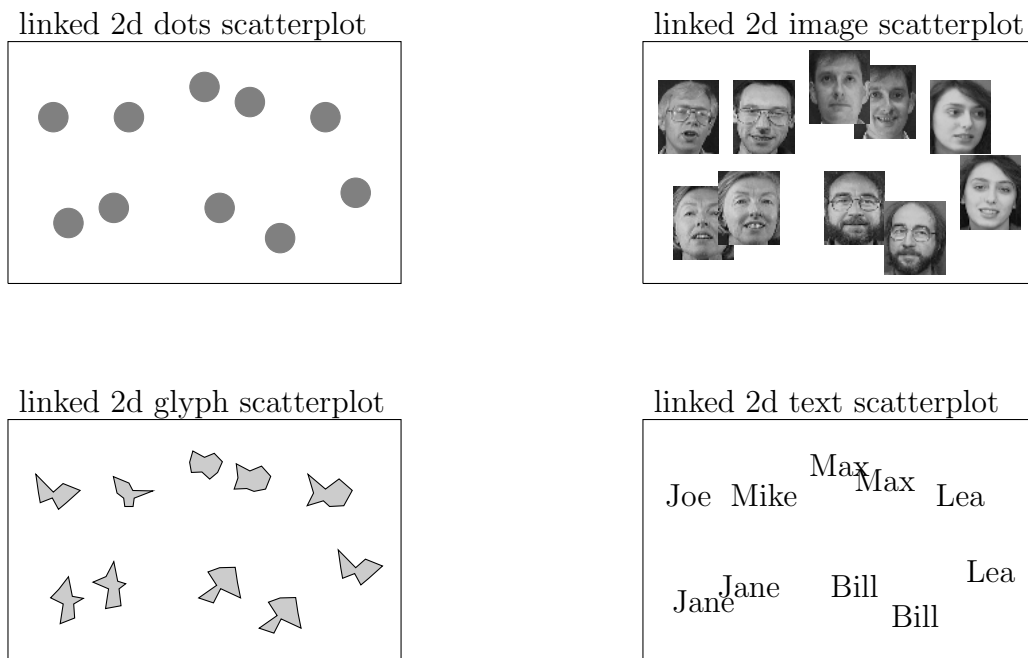 linked 2d dots scatterplot
linked 2d image scatterplot
linked 2d glyph scatterplot
linked 2d text scatterplot
Max
Max
Joe
Mike
Lea
Lea
Jane
Bill
Jane
Bill